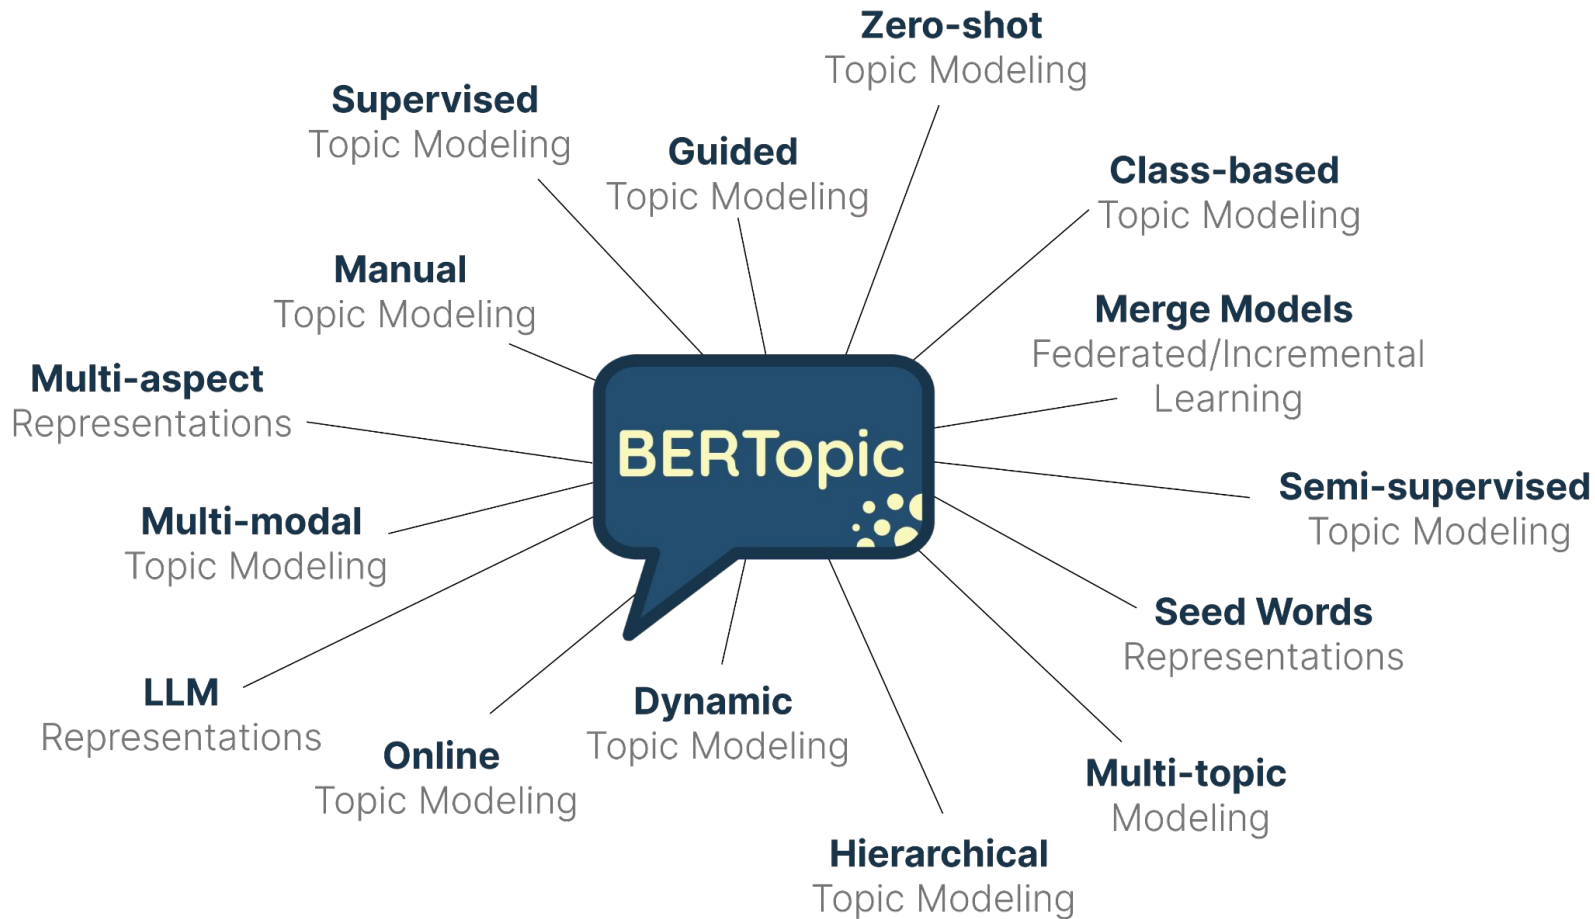 Zero-shot
Topic Modeling
Supervised
Topic Modeling
Guided
Topic Modeling
Class-based
Topic Modeling
Manual
Topic Modeling
Merge Models
Federated/Incremental
Learning
Multi-aspect
Representations
BERTopic
Semi-supervised
Topic Modeling
Multi-modal
Topic Modeling
Seed Words
Representations
LLM
Representations
Dynamic
Topic Modeling
Online
Topic Modeling
Multi-topic
Modeling
Hierarchical
Topic Modeling